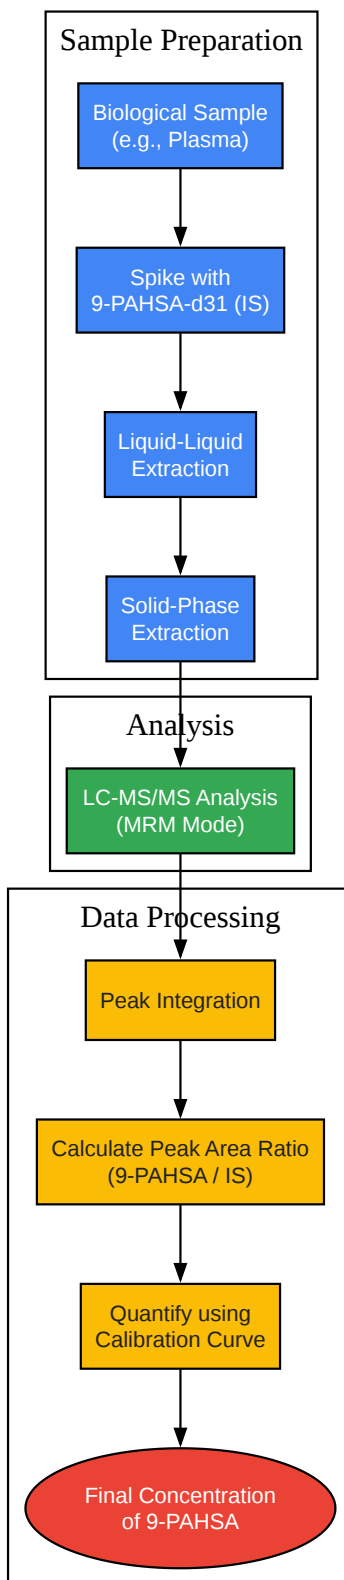 Sample Preparation
Biological Sample
(e.g., Plasma)
Spike with
9-PAHSA-d31 (IS)
Liquid-Liquid
Extraction
Solid-Phase
Extraction
Analysis
LC-MS/MS Analysis
(MRM Mode)
Data Processing
Peak Integration
Calculate Peak Area Ratio
(9-PAHSA / IS)
Quantify using
Calibration Curve
Final Concentration
of 9-PAHSA